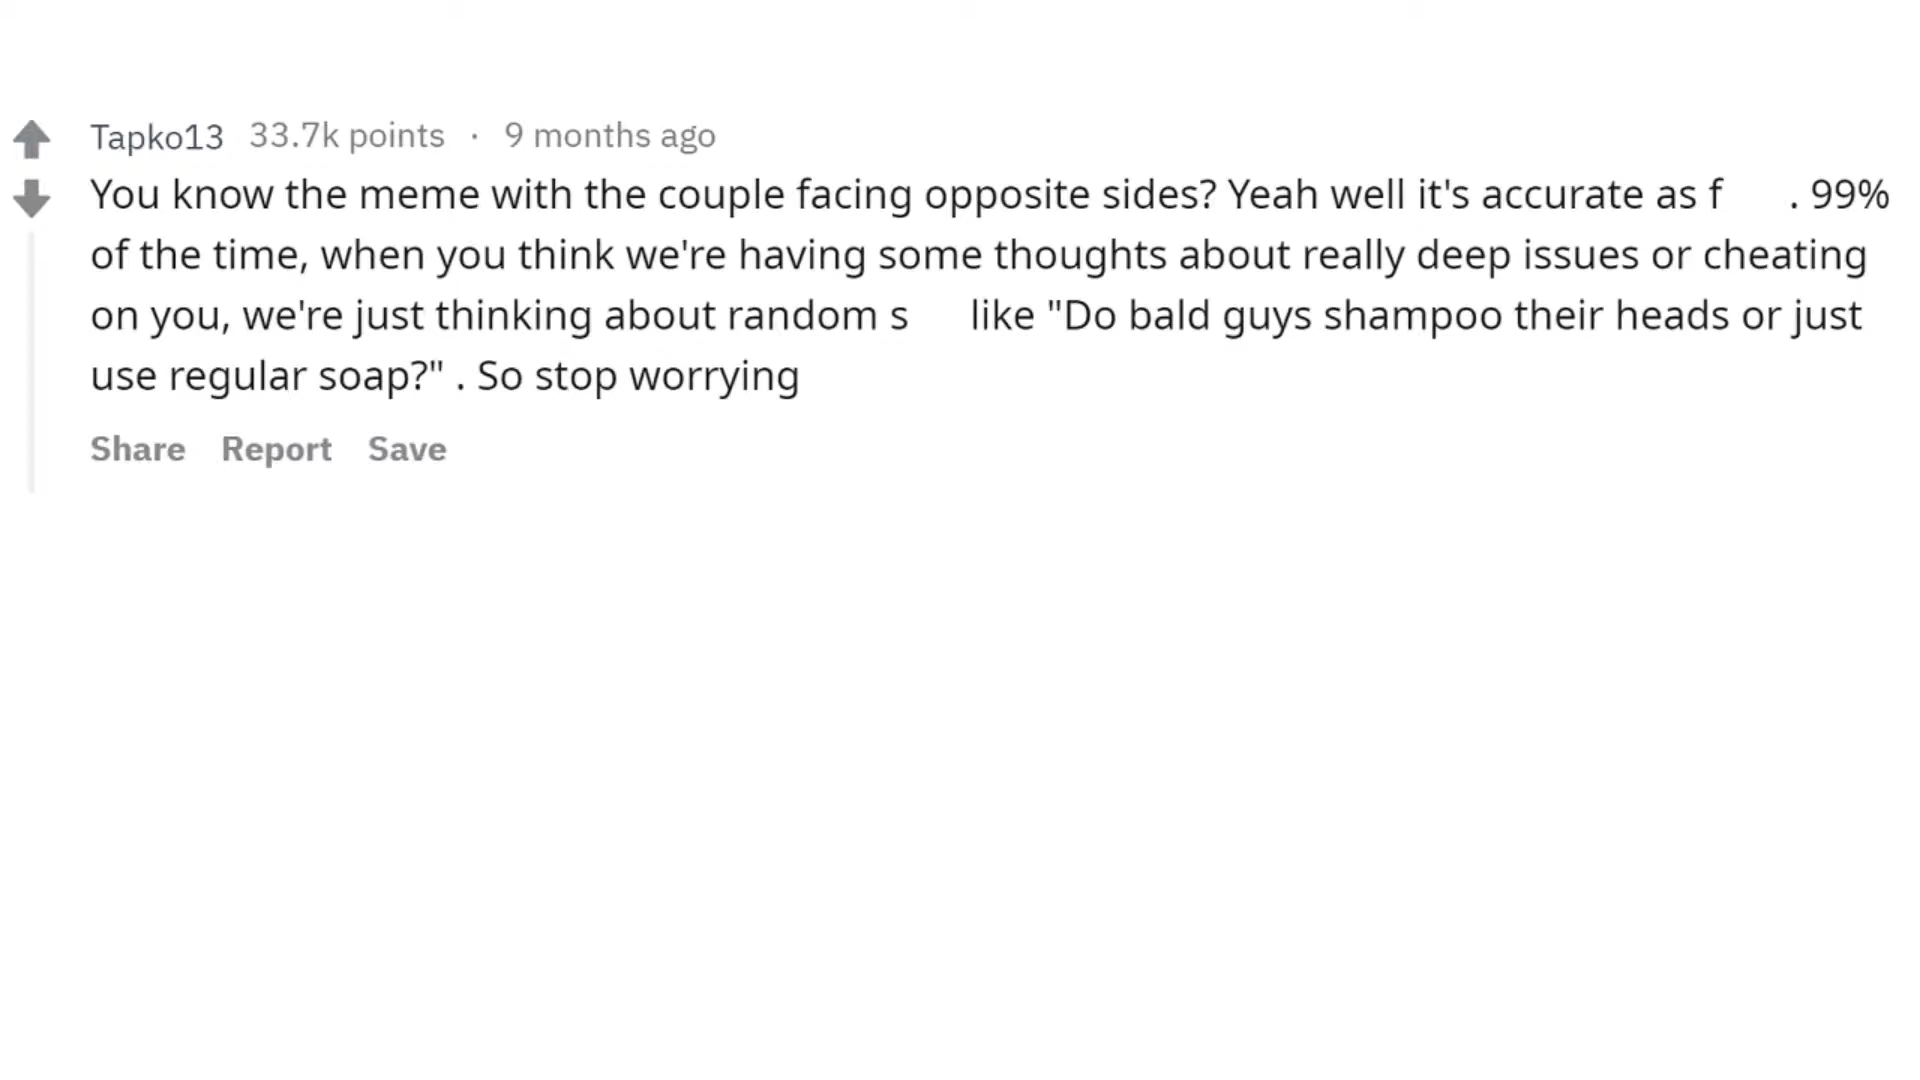 Tapko13 33.7k points · 9 months ago
You know the meme with the couple facing opposite sides? Yeah well it's accurate as f . 99%
of the time, when you think we're having some thoughts about really deep issues or cheating
on you, we're just thinking about random s like "Do bald guys shampoo their heads or just
use regular soap?" . So stop worrying
Share Report Save